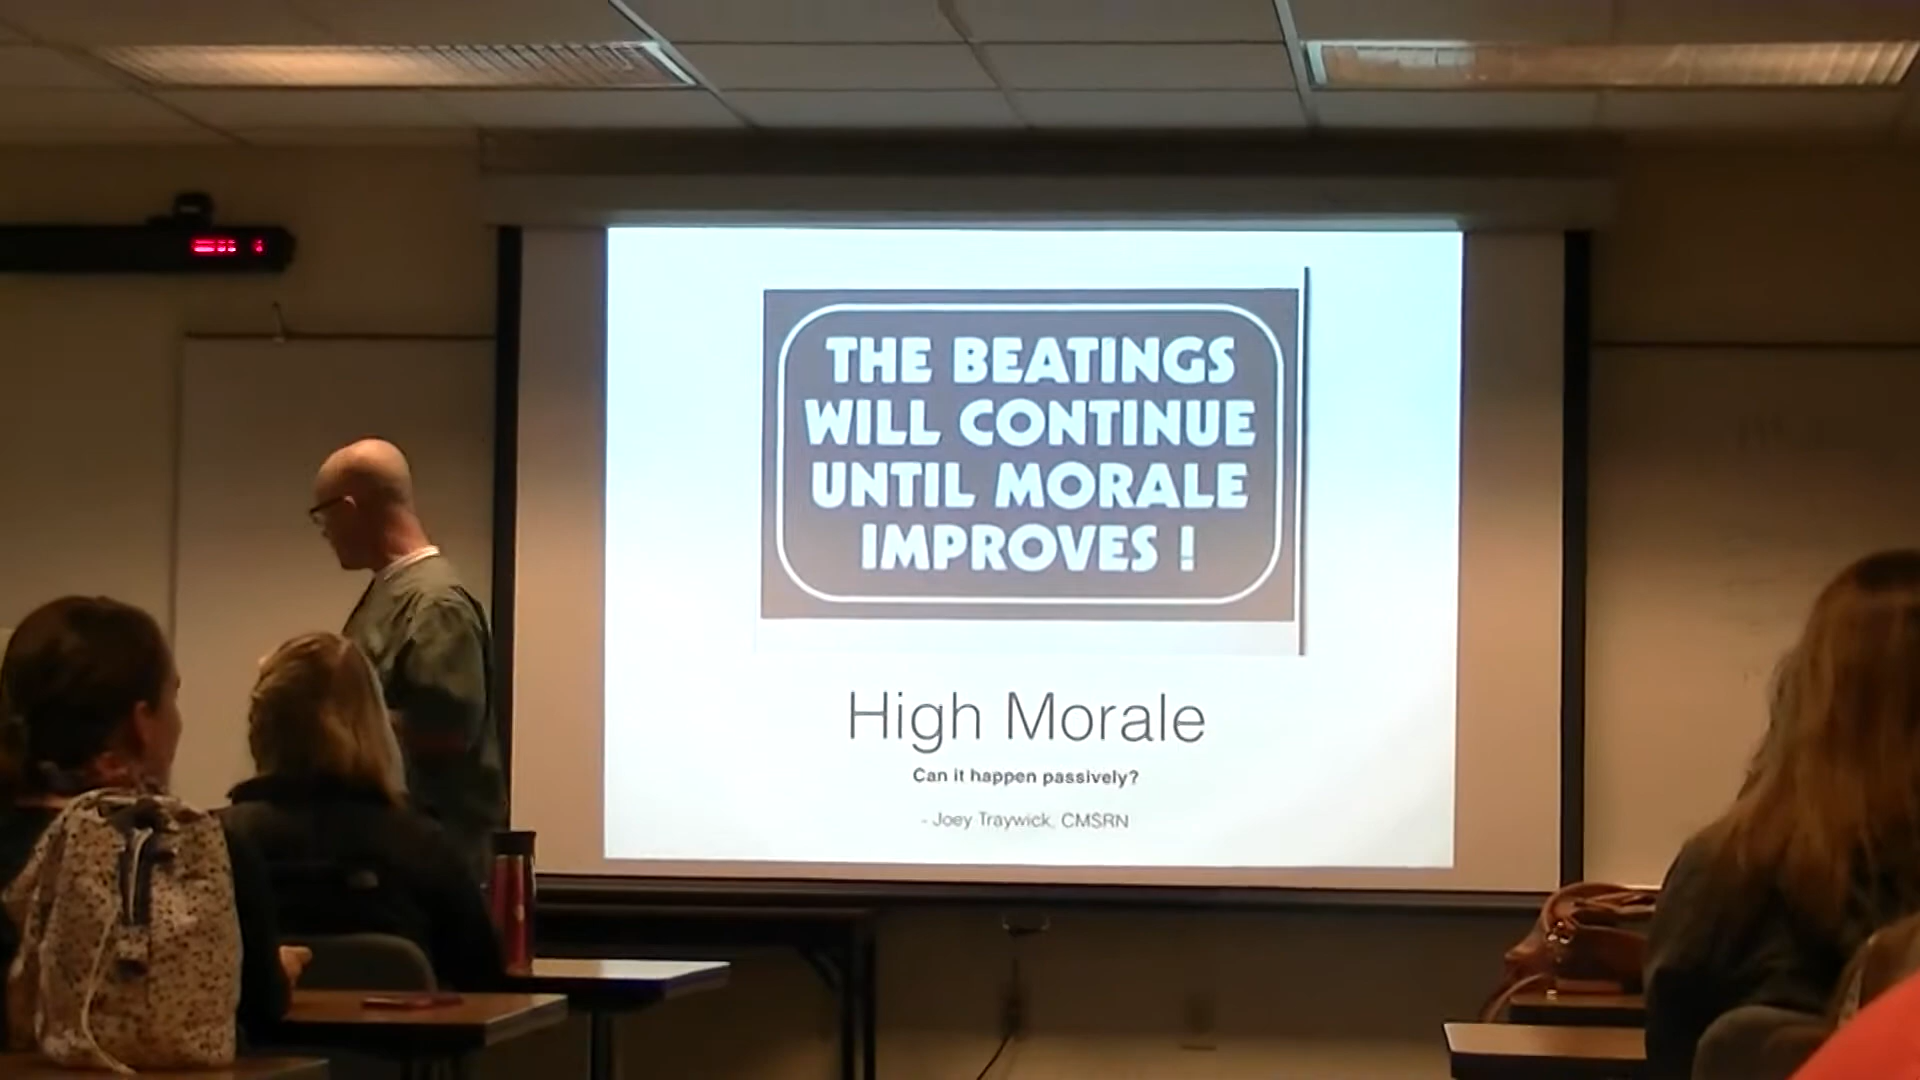 THE BEATINGS
WILL CONTINUE
UNTIL MORALE
IMPROVES !
High Morale
Can it happen passively?
- Joey Traywick, CMSRN